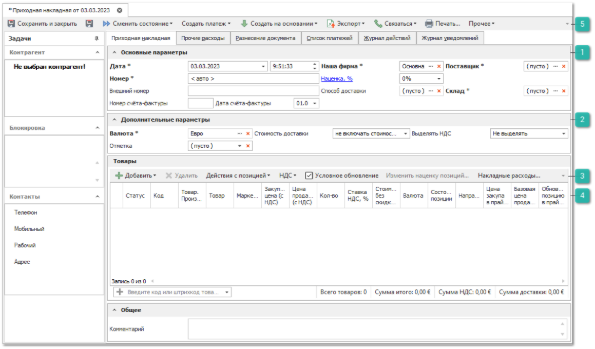 * Приходная накладная от 03.03.2023
Сохранить и закрыть Сменить состояние Создать платеж Создать на основании Экспорт Связаться Печать... Прочее 5
Задачи
Контрагент
Не выбран контрагент!
Блокировка
Контакты
Телефон
Мобильный
Рабочий
Адрес
Приходная накладная Прочие расходы Разнесение документа Список платежей Журнал действий Журнал уведомлений
Основные параметры 1
Дата * 03.03.2023 9:51:33 Наша фирма * Основна ... × Поставщик * (пусто) ... ×
Номер * < авто > Наценка, % 0%
Внешний номер Способ доставки (пусто) ... × Склад * (пусто) ... ×
Номер счёта-фактуры Дата счёта-фактуры 01.0
Дополнительные параметры 2
Валюта * Евро ... × Стоимость доставки не включать стоимос... Выделять НДС Не выделять
Отметка (пусто) ×
Товары
Добавить Удалить Действия с позицией НДС Условное обновление Изменить наценку позиций... Накладные расходы... 3
Статус Код Товар. Произ... Товар Марке... Закуп... цена (с НДС) Цена прода... (с НДС) Кол-во Ставка НДС, % Стоим... без скидк... Валюта Состо... позиции Напра... Цена закупа в прай... Базовая цена прода... Обнов... позицию в прай... 4
Запись 0 из 0
Введите код или штрихкод това... Всего товаров: 0 Сумма итого: 0,00 € Сумма НДС: 0,00 € Сумма доставки: 0,00 €
Общее
Комментарий